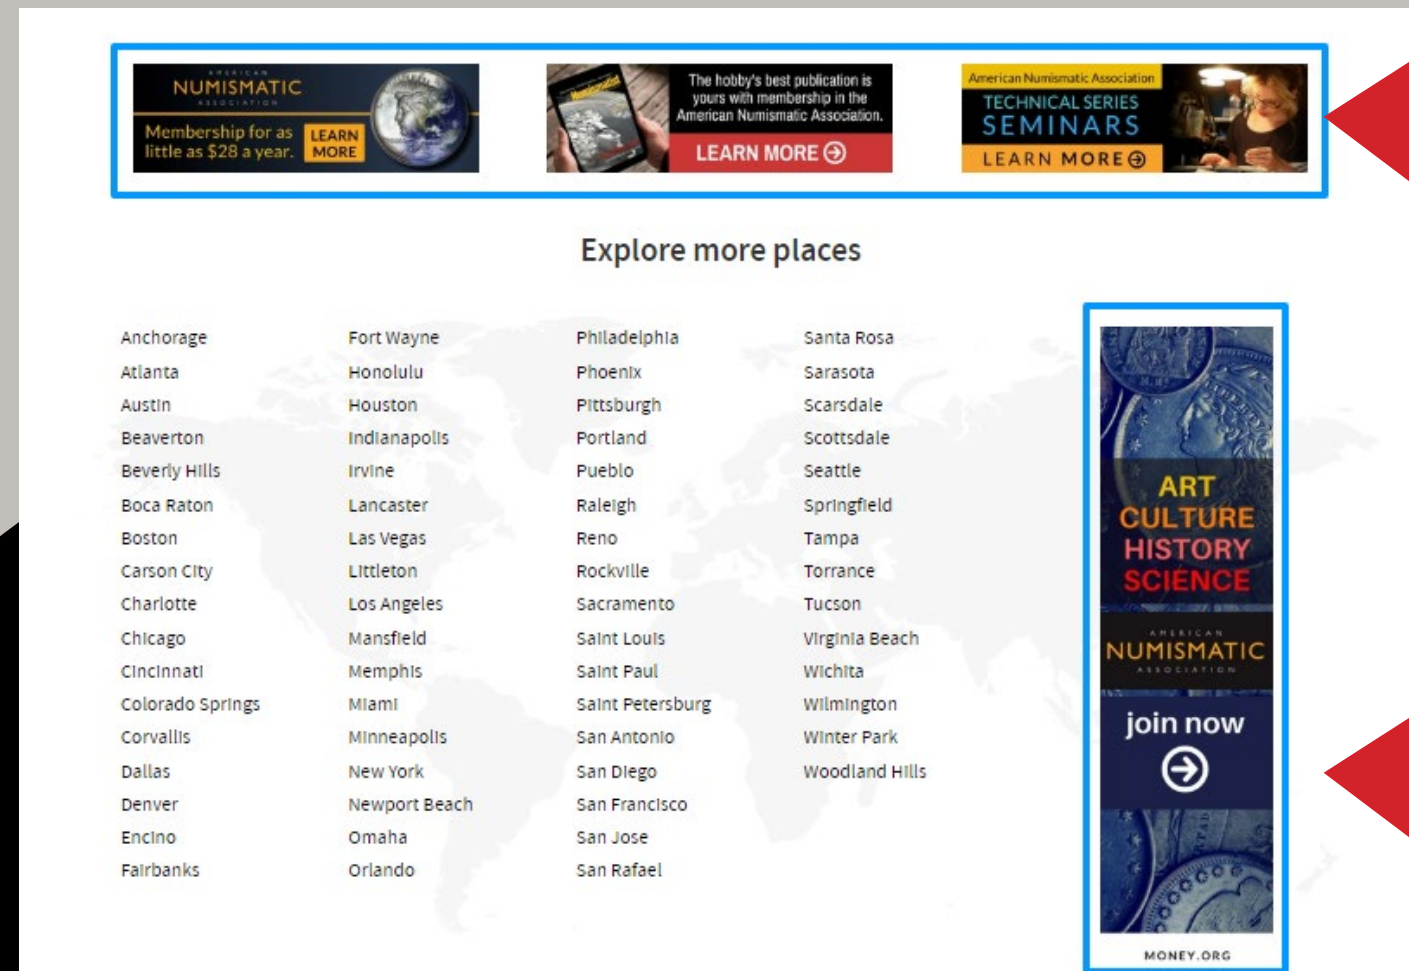 AMERICAN
NUMISMATIC
ASSOCIATION
Membership for as
little as $28 a year.
LEARN
MORE
Numismatist
The hobby's best publication is
yours with membership in the
American Numismatic Association.
LEARN MORE
American Numismatic Association
TECHNICAL SERIES
SEMINARS
LEARN MORE
Explore more places
Anchorage
Atlanta
Austin
Beaverton
Beverly Hills
Boca Raton
Boston
Carson City
Charlotte
Chicago
Cincinnati
Colorado Springs
Corvallis
Dallas
Denver
Encino
Fairbanks
Fort Wayne
Honolulu
Houston
Indianapolis
Irvine
Lancaster
Las Vegas
Littleton
Los Angeles
Mansfield
Memphis
Miami
Minneapolis
New York
Newport Beach
Omaha
Orlando
Philadelphia
Phoenix
Pittsburgh
Portland
Pueblo
Raleigh
Reno
Rockville
Sacramento
Saint Louis
Saint Paul
Saint Petersburg
San Antonio
San Diego
San Francisco
San Jose
San Rafael
Santa Rosa
Sarasota
Scarsdale
Scottsdale
Seattle
Springfield
Tampa
Torrance
Tucson
Virginia Beach
Wichita
Wilmington
Winter Park
Woodland Hills
ART
CULTURE
HISTORY
SCIENCE
AMERICAN
NUMISMATIC
ASSOCIATION
join now
MONEY.ORG